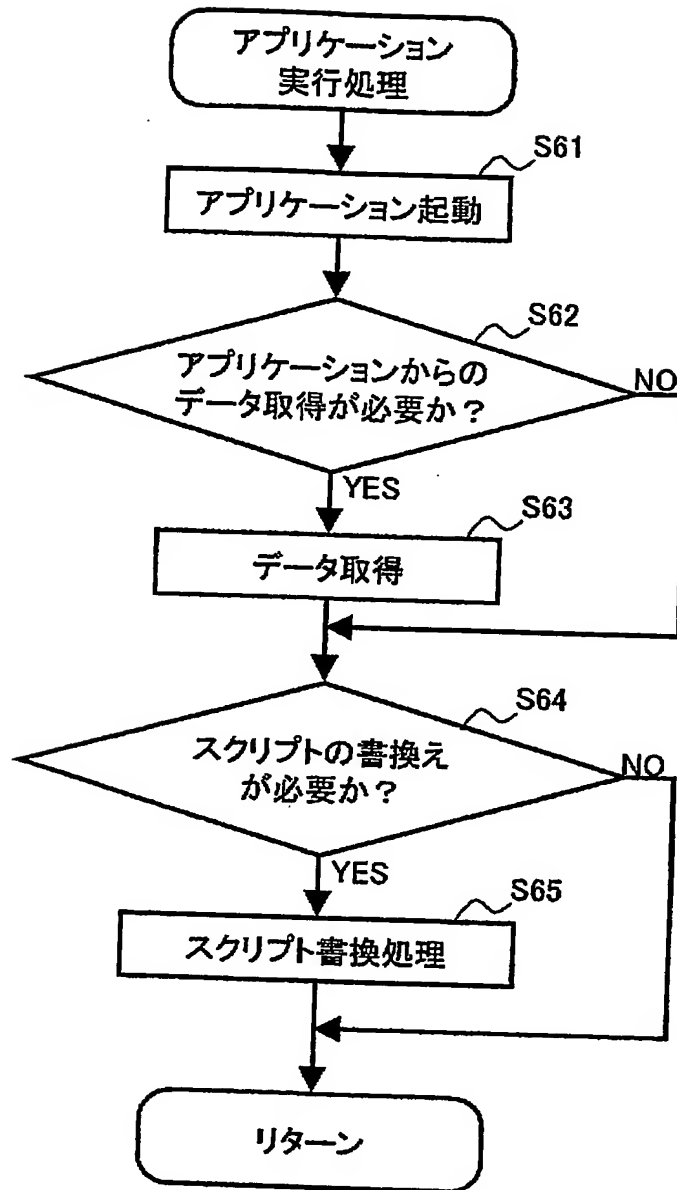 アプリケーション
実行処理
S61
アプリケーション起動
S62
アプリケーションからの
データ取得が必要か？
NO
YES
S63
データ取得
S64
スクリプトの書換え
が必要か？
NO
YES
S65
スクリプト書換処理
リターン